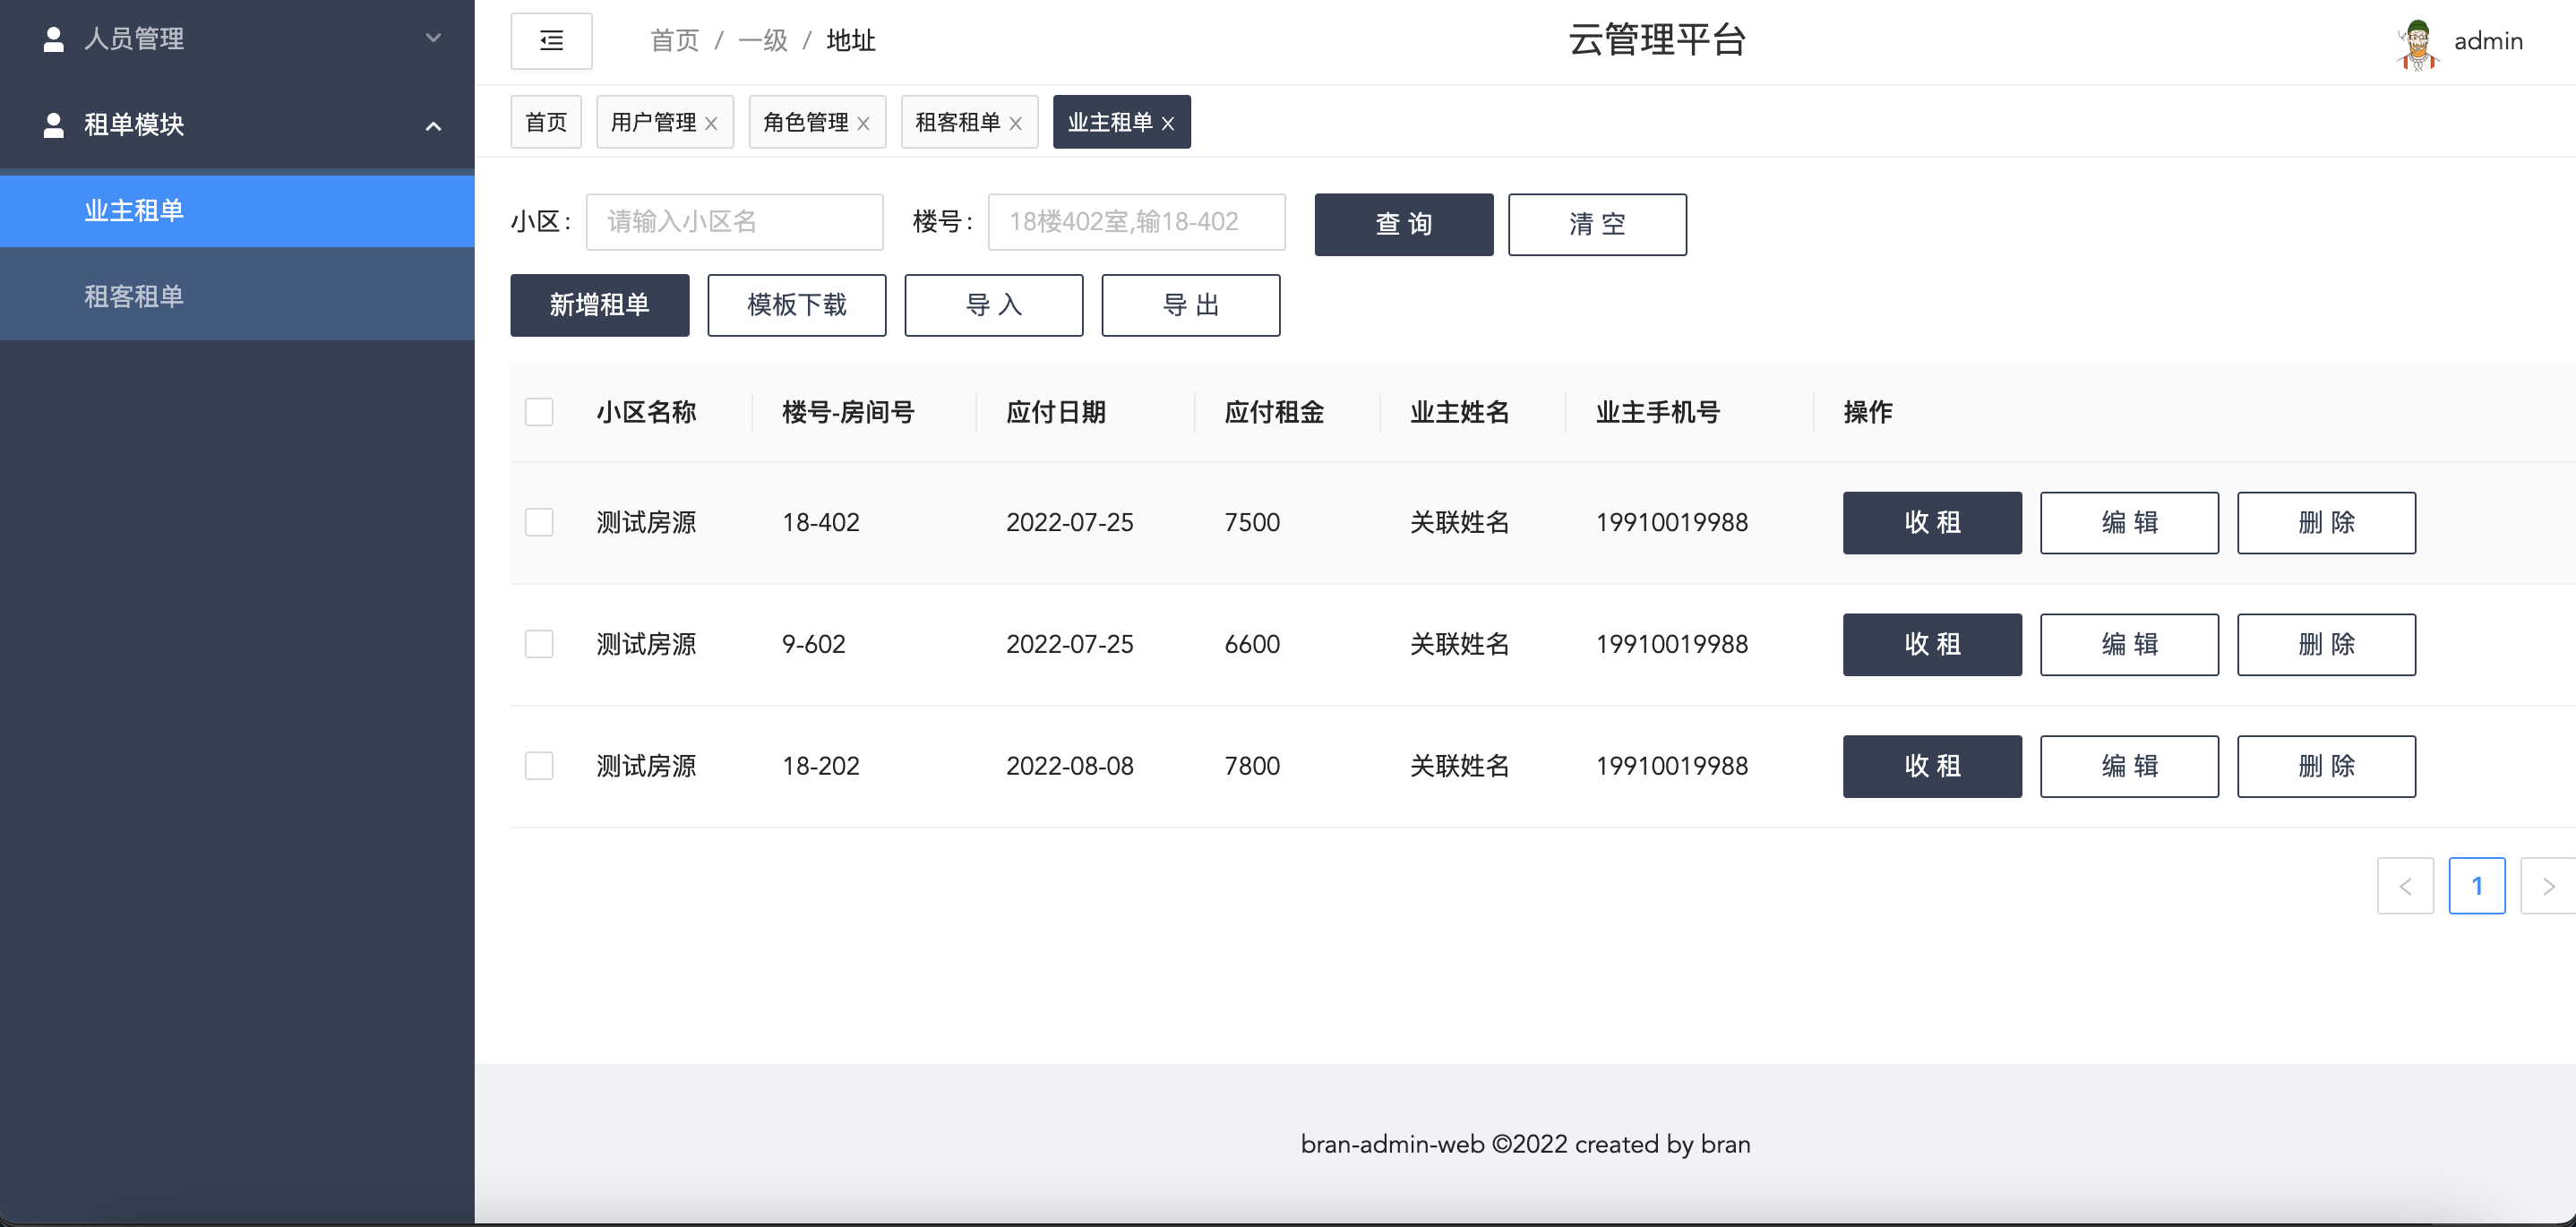 人员管理
租单模块
业主租单
租客租单
首页 / 一级 / 地址
云管理平台
admin
首页
用户管理
角色管理
租客租单
业主租单
小区: 请输入小区名 楼号: 18楼402室,输18-402 查 询 清 空
新增租单 模板下载 导 入 导 出
小区名称 楼号-房间号 应付日期 应付租金 业主姓名 业主手机号 操作
测试房源 18-402 2022-07-25 7500 关联姓名 19910019988 收 租 编 辑 删 除
测试房源 9-602 2022-07-25 6600 关联姓名 19910019988 收 租 编 辑 删 除
测试房源 18-202 2022-08-08 7800 关联姓名 19910019988 收 租 编 辑 删 除
1
bran-admin-web ©2022 created by bran